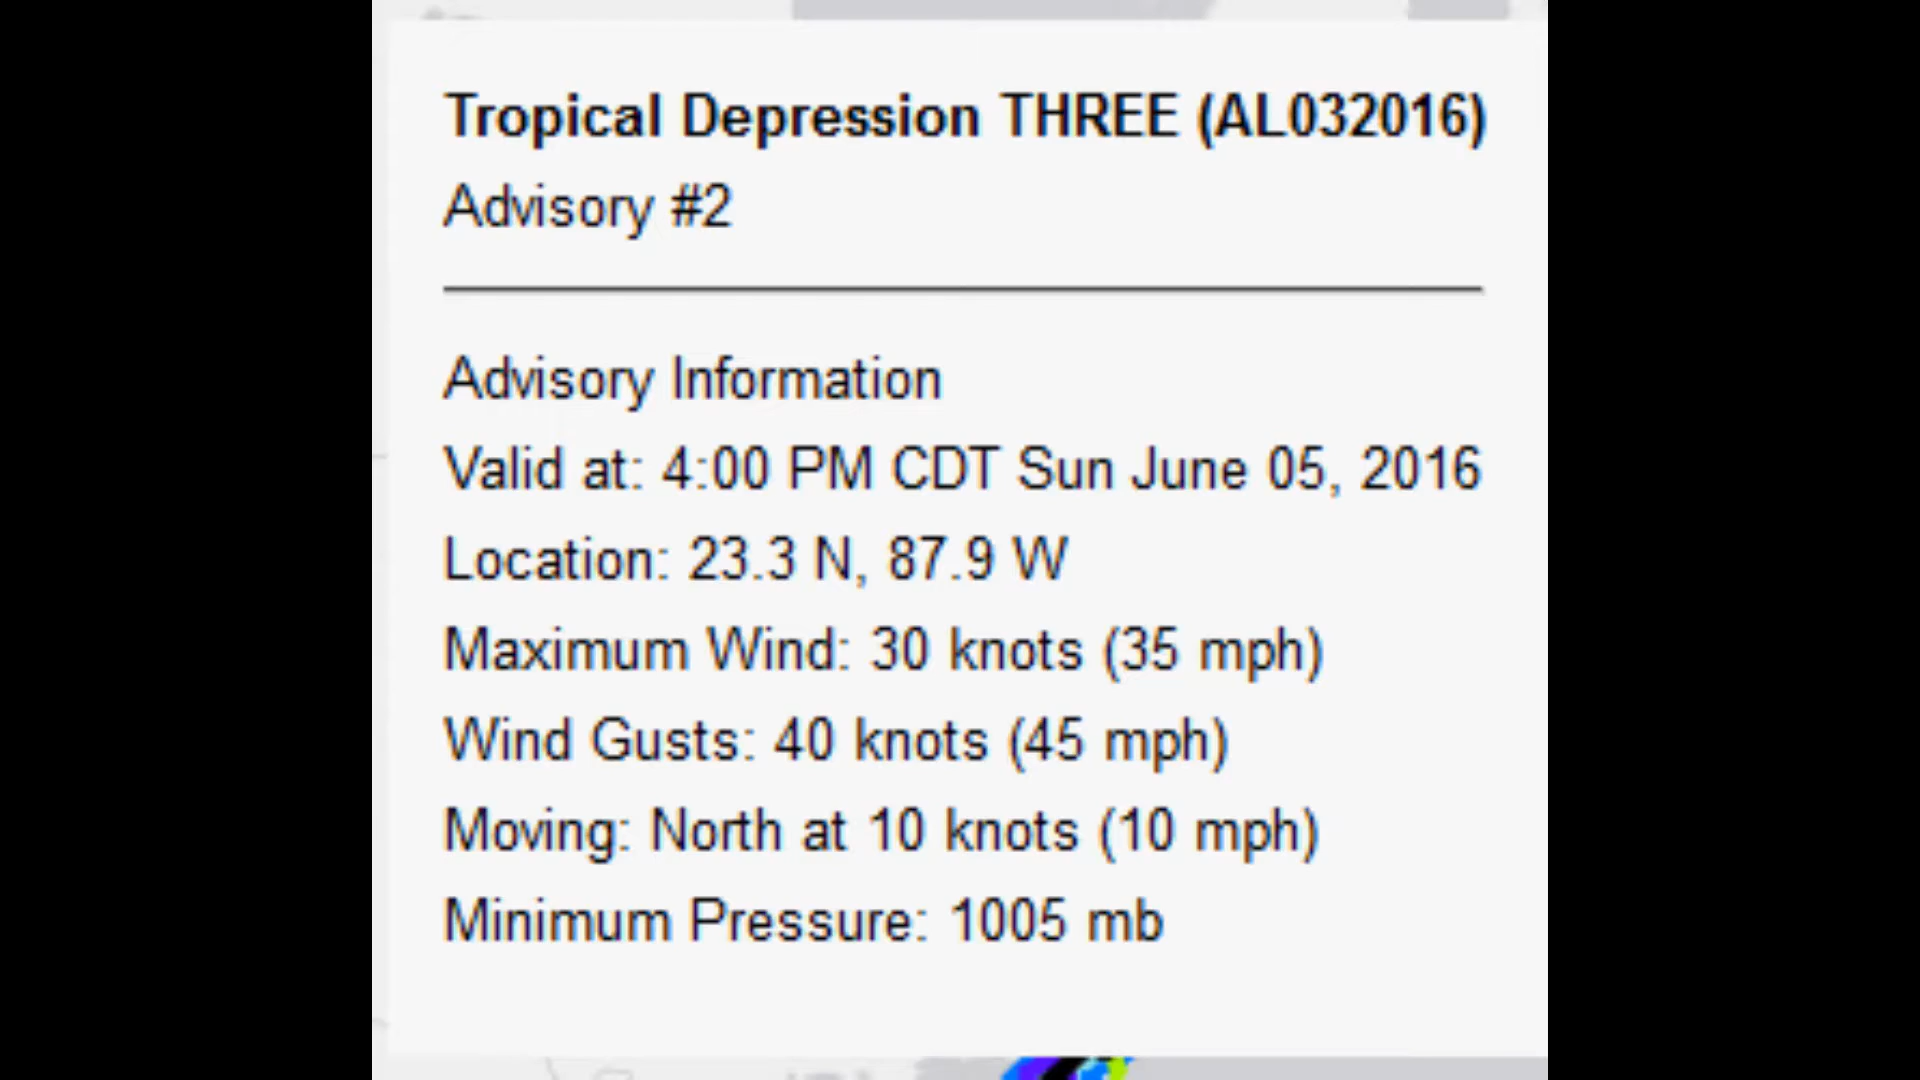 Tropical Depression THREE (AL032016)
Advisory #2
Advisory Information
Valid at: 4:00 PM CDT Sun June 05, 2016
Location: 23.3 N, 87.9 W
Maximum Wind: 30 knots (35 mph)
Wind Gusts: 40 knots (45 mph)
Moving: North at 10 knots (10 mph)
Minimum Pressure: 1005 mb